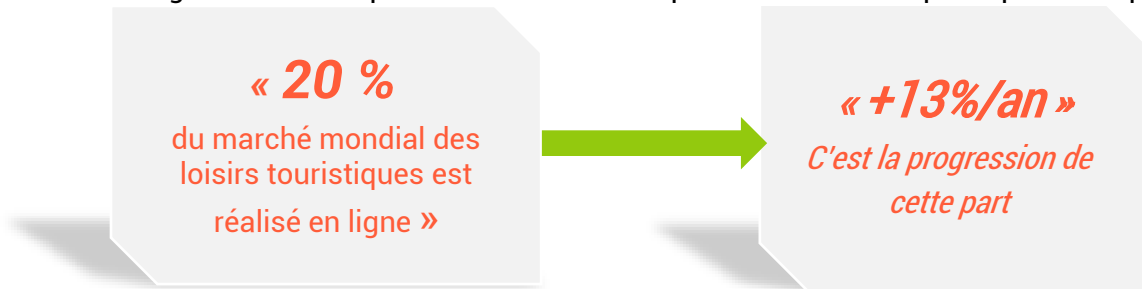 « 20 %
du marché mondial des
loisirs touristiques est
réalisé en ligne »
« +13%/an »
C'est la progression de
cette part